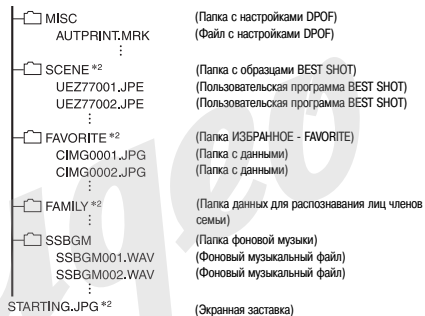 MISC (Папка с настройками DPOF)
AUTPRINT.MRK (Файл с настройками DPOF)
SCENE *2 (Папка с образцами BEST SHOT)
UEZ77001.JPE (Пользовательская программа BEST SHOT)
UEZ77002.JPE (Пользовательская программа BEST SHOT)
FAVORITE *2 (Папка ИЗБРАННОЕ - FAVORITE)
CIMG0001.JPG (Папка с данными)
CIMG0002.JPG (Папка с данными)
FAMILY *2 (Папка данных для распознавания лиц членов
семьи)
SSBGM (Папка фоновой музыки)
SSBGM001.WAV (Фоновый музыкальный файл)
SSBGM002.WAV (Фоновый музыкальный файл)
STARTING.JPG *2 (Экранная заставка)